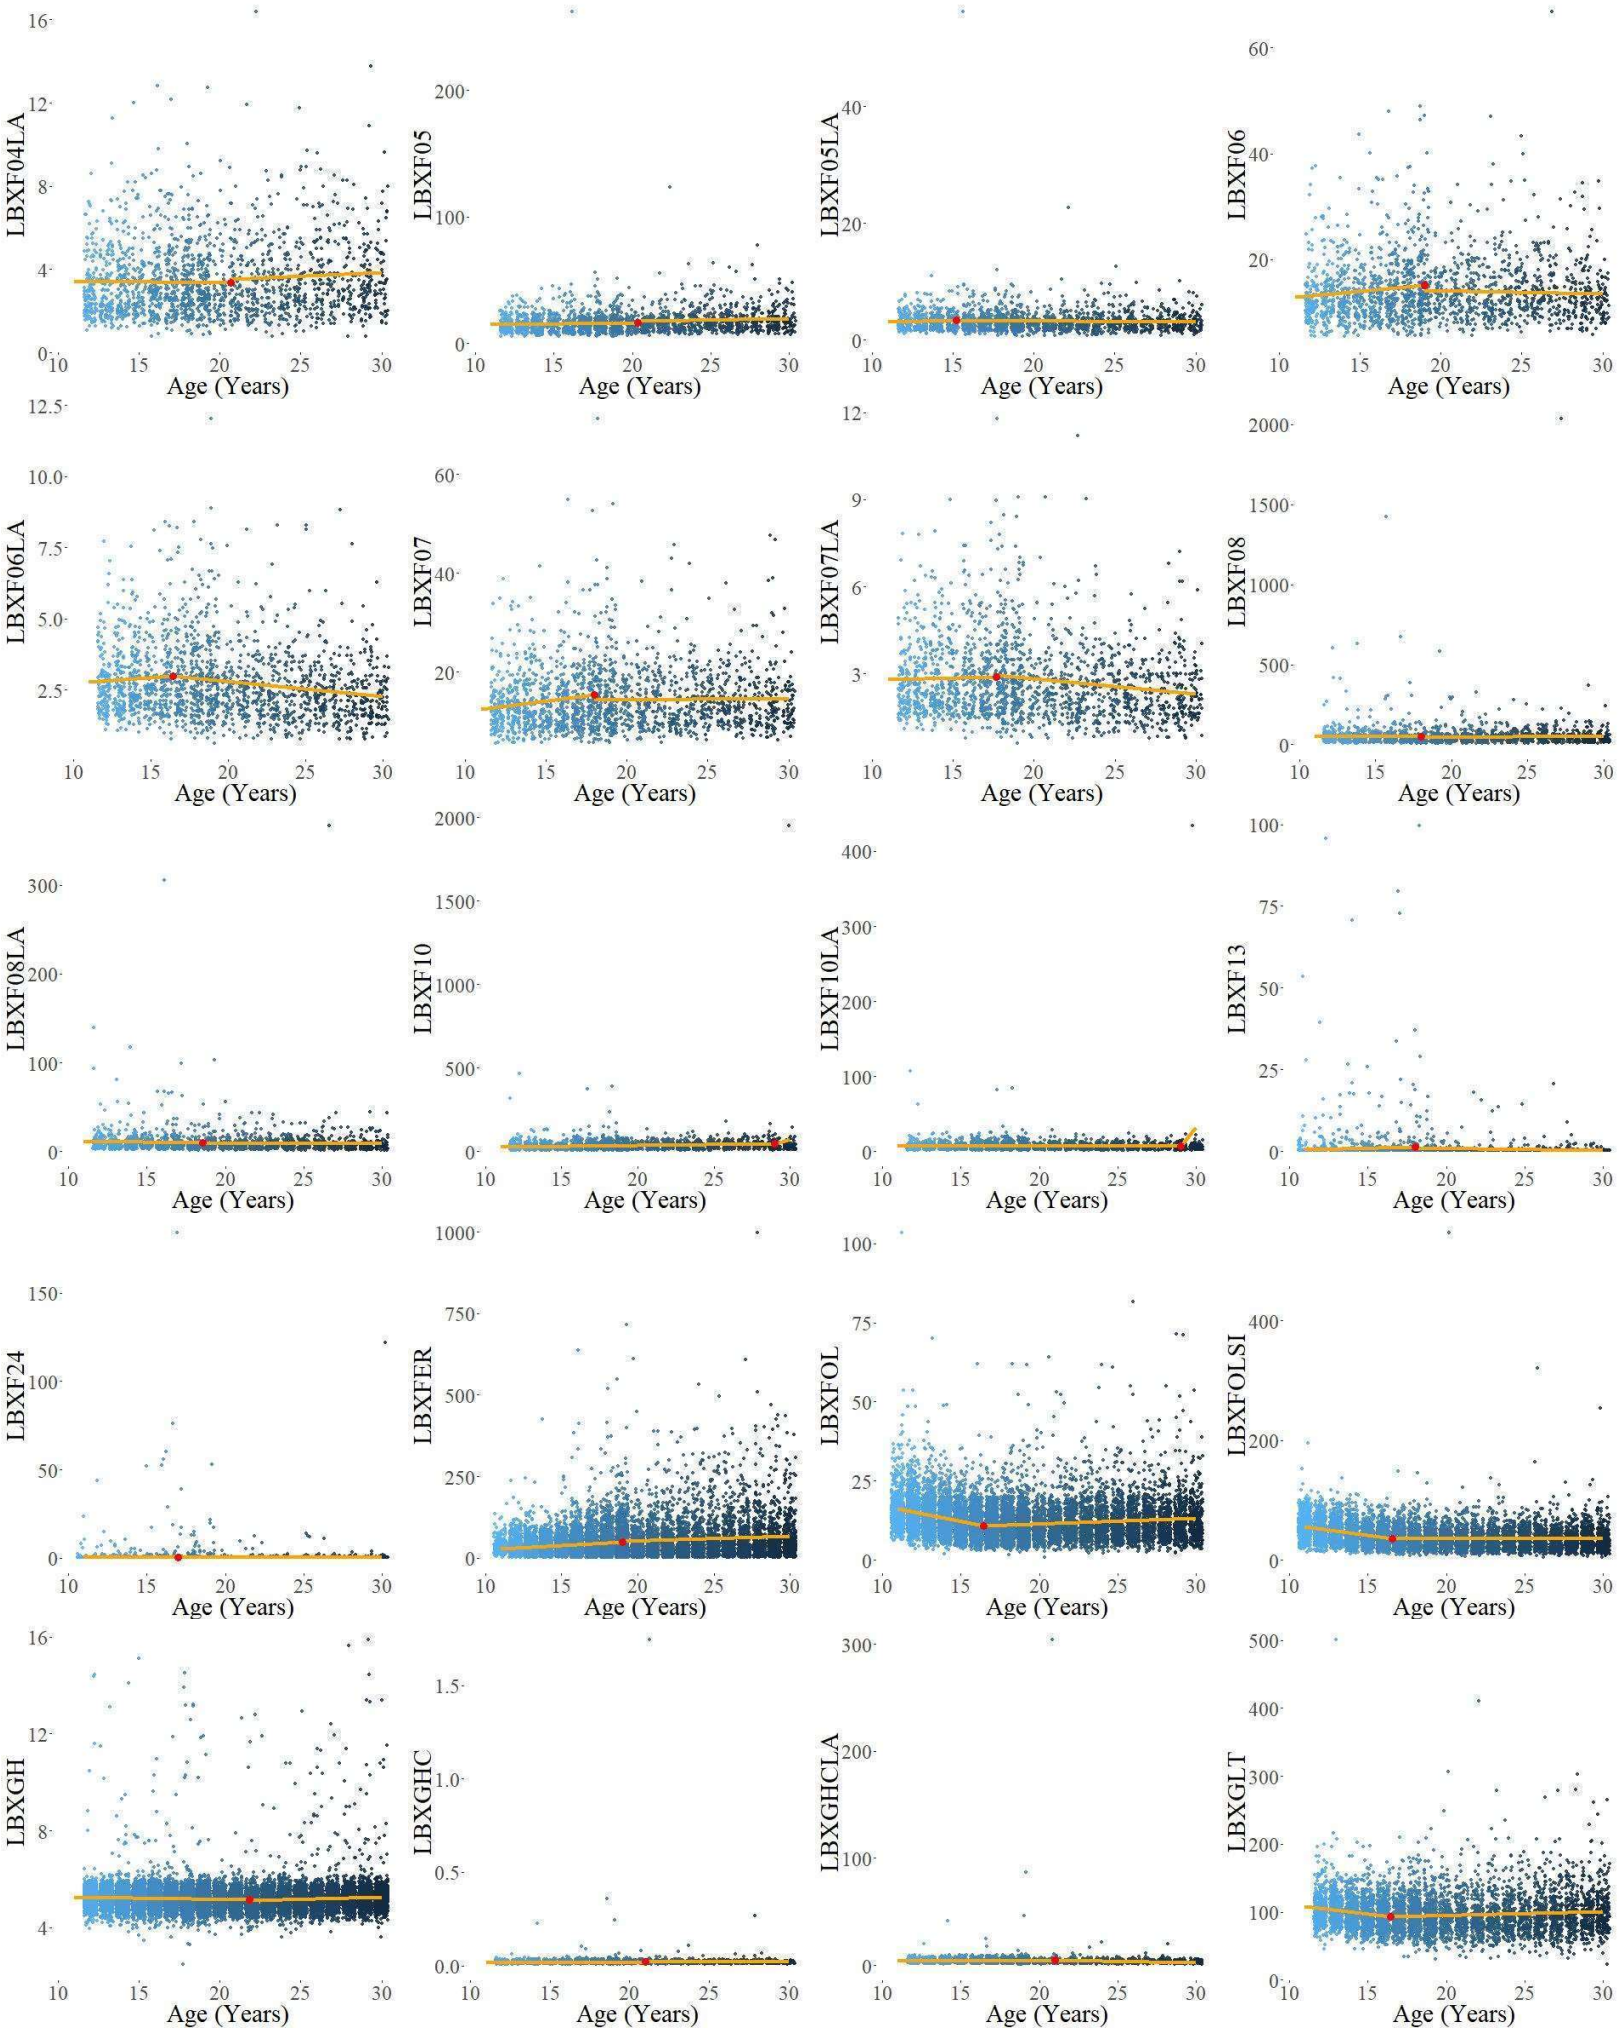 LBXF04LA
16
12
8
4
0
10 15 20 25 30
Age (Years)
LBXF05
200
100
0
10 15 20 25 30
Age (Years)
LBXF05LA
40
20
0
10 15 20 25 30
Age (Years)
LBXF06
60
40
20
10 15 20 25 30
Age (Years)
LBXF06LA
12.5
10.0
7.5
5.0
2.5
10 15 20 25 30
Age (Years)
LBXF07
60
40
20
10 15 20 25 30
Age (Years)
LBXF07LA
12
9
6
3
10 15 20 25 30
Age (Years)
LBXF08
2000
1500
1000
500
0
10 15 20 25 30
Age (Years)
LBXF08LA
300
200
100
0
10 15 20 25 30
Age (Years)
LBXF10
2000
1500
1000
500
0
10 15 20 25 30
Age (Years)
LBXF10LA
400
300
200
100
0
10 15 20 25 30
Age (Years)
LBXF13
100
75
50
25
0
10 15 20 25 30
Age (Years)
LBXF24
150
100
50
0
10 15 20 25 30
Age (Years)
LBXFER
1000
750
500
250
0
10 15 20 25 30
Age (Years)
LBXFOL
100
75
50
25
0
10 15 20 25 30
Age (Years)
LBXFOLSI
400
200
0
10 15 20 25 30
Age (Years)
LBXGH
16
12
8
4
10 15 20 25 30
Age (Years)
LBXGHC
1.5
1.0
0.5
0.0
10 15 20 25 30
Age (Years)
LBXGHCLA
300
200
100
0
10 15 20 25 30
Age (Years)
LBXGLT
500
400
300
200
100
0
10 15 20 25 30
Age (Years)